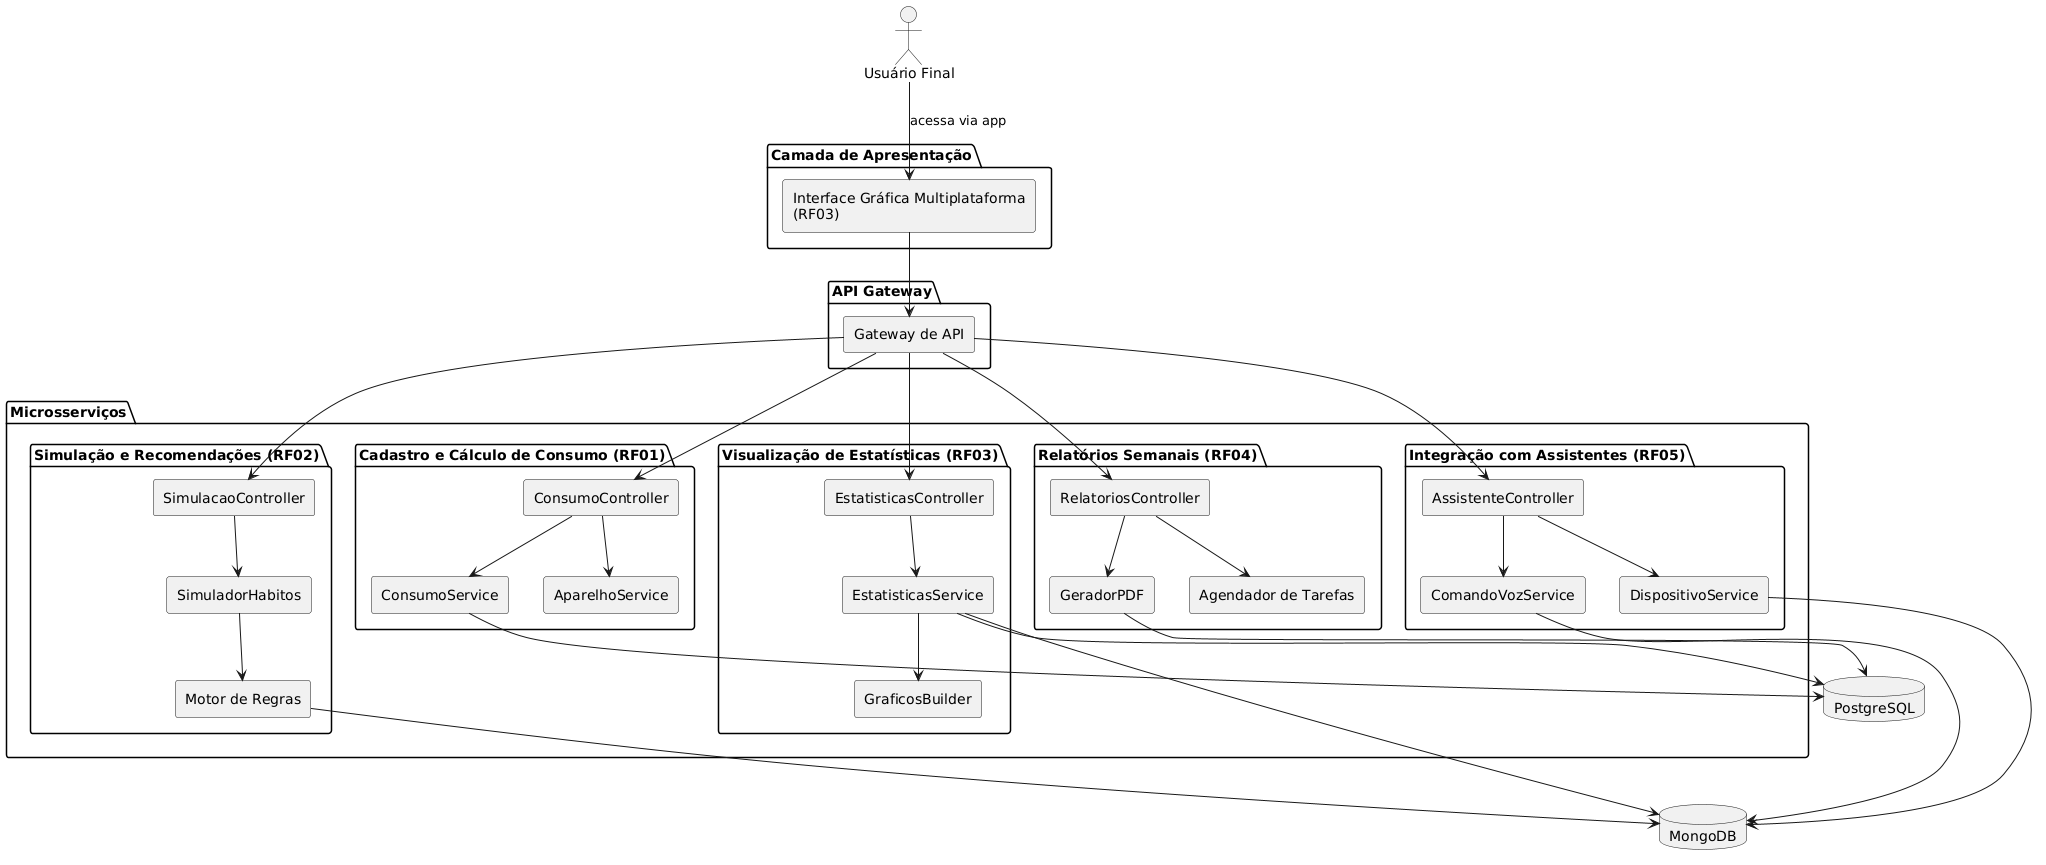 Usuário Final
acessa via app
Camada de Apresentação
Interface Gráfica Multiplataforma
(RF03)
API Gateway
Gateway de API
Microsserviços
Simulação e Recomendações (RF02)
Cadastro e Cálculo de Consumo (RF01)
Visualização de Estatísticas (RF03)
Relatórios Semanais (RF04)
Integração com Assistentes (RF05)
SimulacaoController
ConsumoController
EstatisticasController
RelatoriosController
AssistenteController
SimuladorHabitos
ConsumoService
AparelhoService
EstatisticasService
GeradorPDF
Agendador de Tarefas
ComandoVozService
DispositivoService
Motor de Regras
GraficosBuilder
PostgreSQL
MongoDB